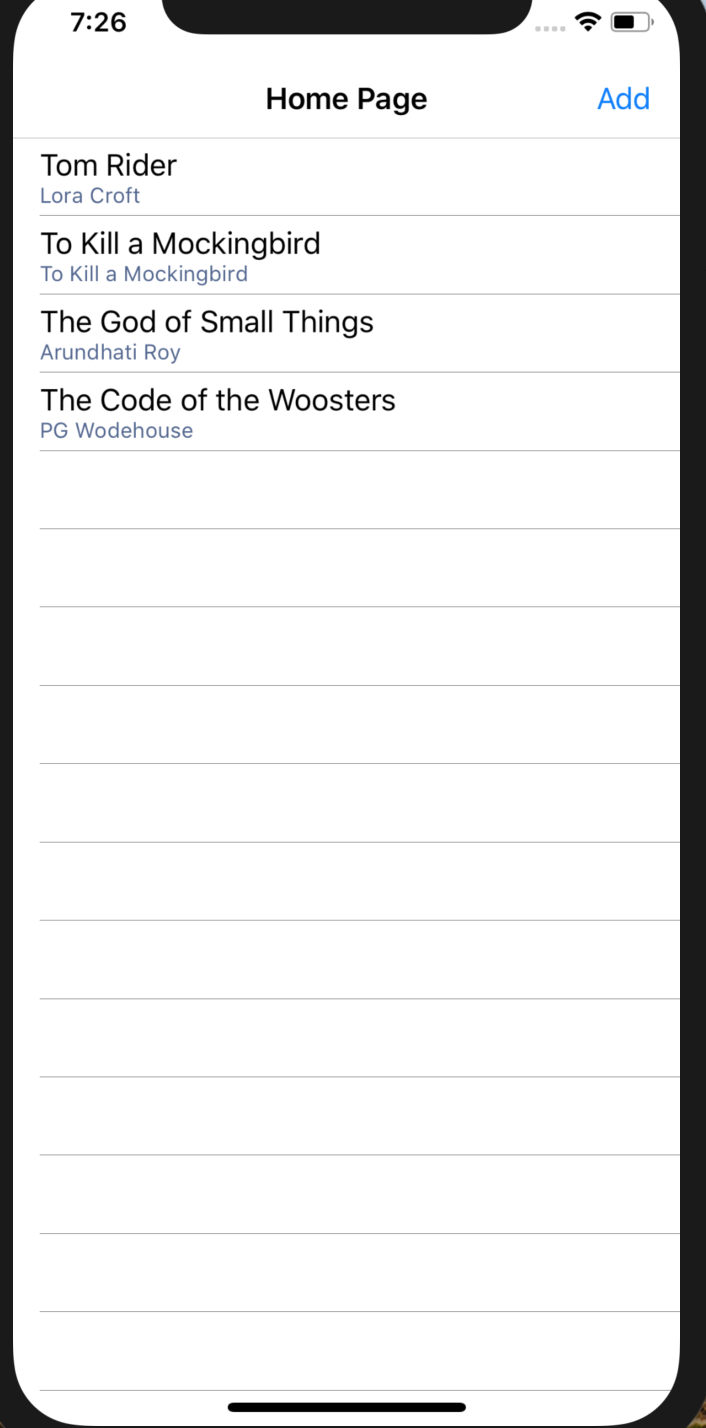 7:26
Home Page
Add
Tom Rider
Lora Croft
To Kill a Mockingbird
To Kill a Mockingbird
The God of Small Things
Arundhati Roy
The Code of the Woosters
PG Wodehouse